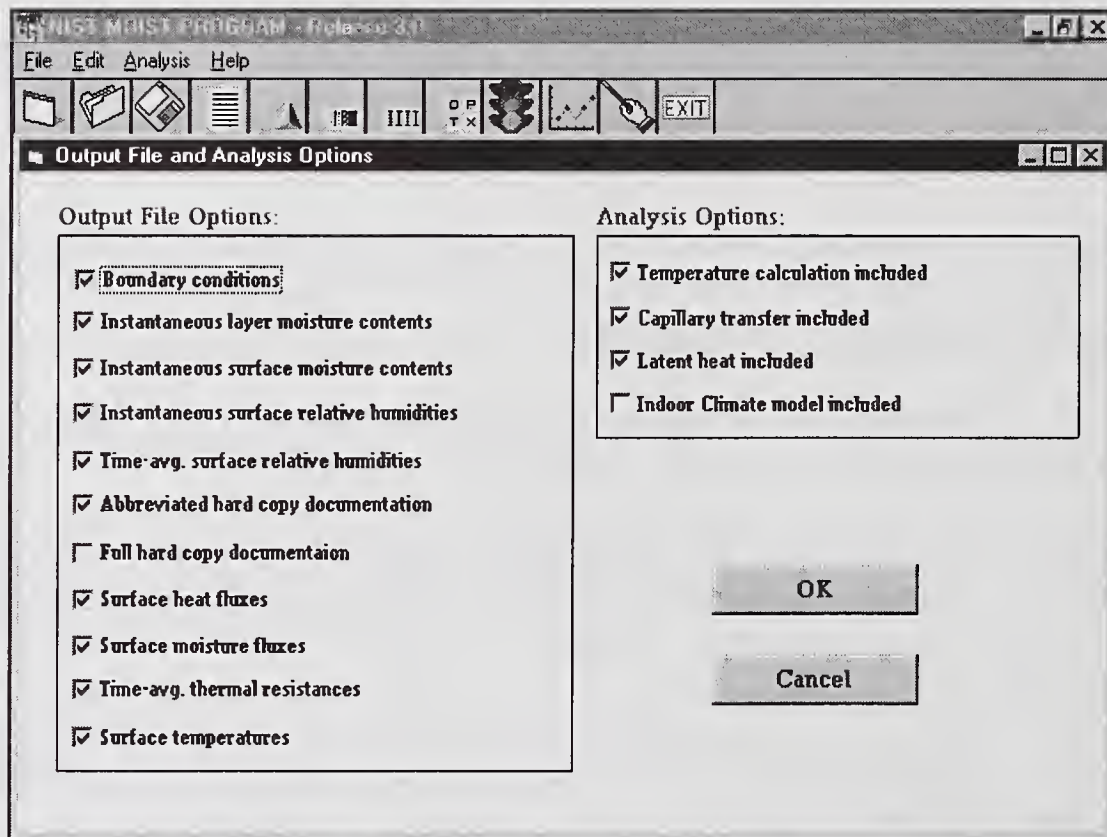 NIST MOIST PROGRAM - Release 3.0
File Edit Analysis Help
O P
T X
EXIT
Output File and Analysis Options
Output File Options:
Boundary conditions
Instantaneous layer moisture contents
Instantaneous surface moisture contents
Instantaneous surface relative humidities
Time-avg. surface relative humidities
Abbreviated hard copy documentation
Full hard copy documentaion
Surface heat fluxes
Surface moisture fluxes
Time-avg. thermal resistances
Surface temperatures
Analysis Options:
Temperature calculation included
Capillary transfer included
Latent heat included
Indoor Climate model included
OK
Cancel